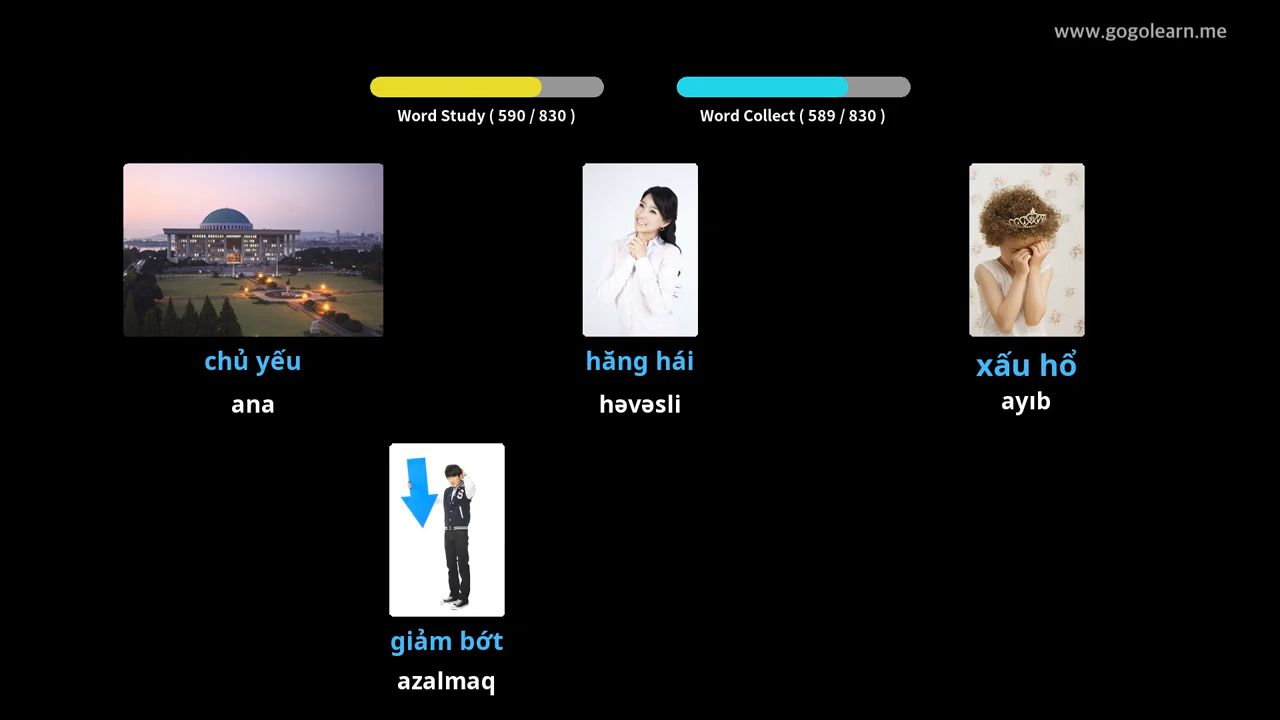 www.gogolearn.me
Word Study ( 590 / 830 )
Word Collect ( 589 / 830 )
chủ yếu
ana
hăng hái
həvəsli
xấu hổ
ayıb
giảm bớt
azalmaq